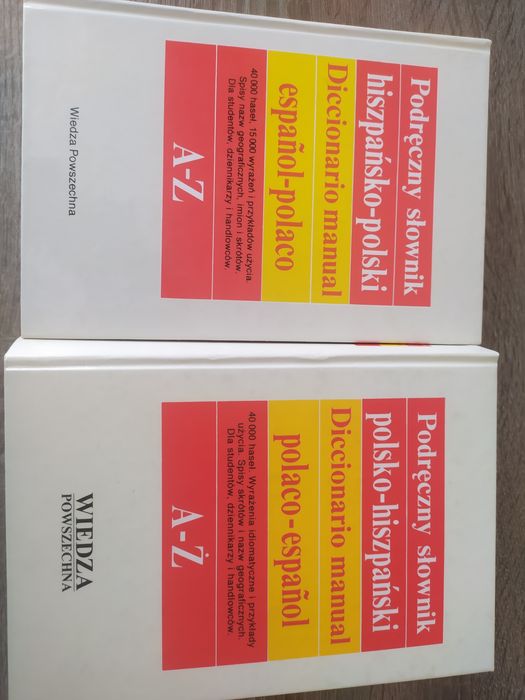 Podręczny słownik
hiszpańsko-polski
Diccionario manual
español-polaco
40 000 haseł, 15 000 wyrażeń i przykładów użycia.
Spisy nazw geograficznych, imion i skrótów.
Dla studentów, dziennikarzy i handlowców.
A-Z
Wiedza Powszechna
Podręczny słownik
polsko-hiszpański
Diccionario manual
polaco-español
40 000 haseł. Wyrażenia idiomatyczne i przykłady
użycia. Spisy skrótów i nazw geograficznych.
Dla studentów, dziennikarzy i handlowców.
A-Ż
WIEDZA
POWSZECHNA